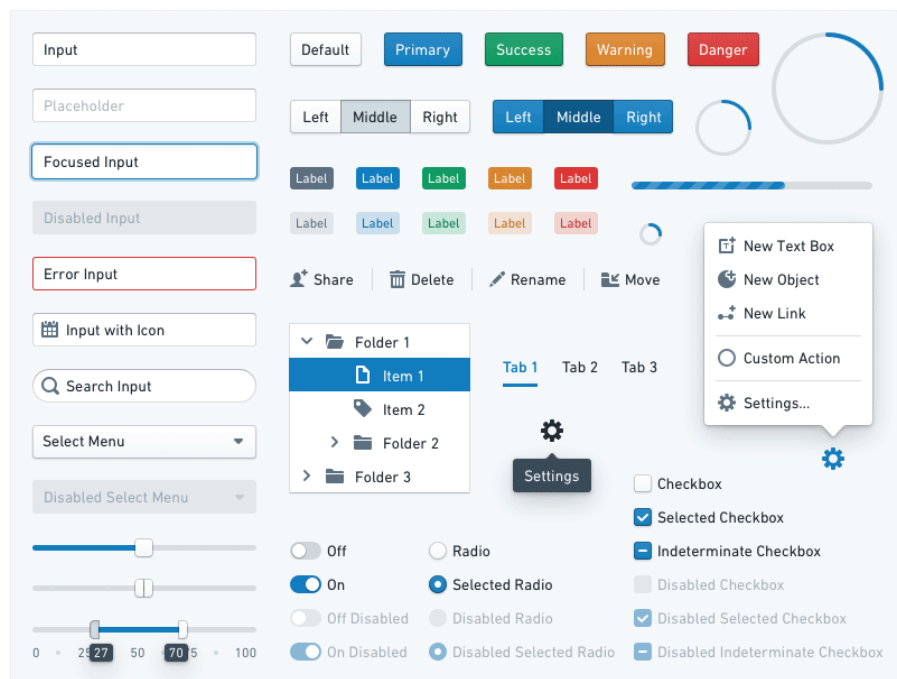 Input
Default
Primary
Success
Warning
Danger
Placeholder
Left
Middle
Right
Left
Middle
Right
Focused Input
Label
Label
Label
Label
Label
Disabled Input
Label
Label
Label
Label
Label
New Text Box
New Object
New Link
Custom Action
Settings...
Error Input
Share
Delete
Rename
Move
Input with Icon
Folder 1
Item 1
Item 2
Folder 2
Folder 3
Tab 1
Tab 2
Tab 3
Search Input
Select Menu
Settings
Disabled Select Menu
Checkbox
Selected Checkbox
Indeterminate Checkbox
Disabled Checkbox
Disabled Selected Checkbox
Disabled Indeterminate Checkbox
Off
On
Off Disabled
On Disabled
Radio
Selected Radio
Disabled Radio
Disabled Selected Radio
0
27
50
70
100